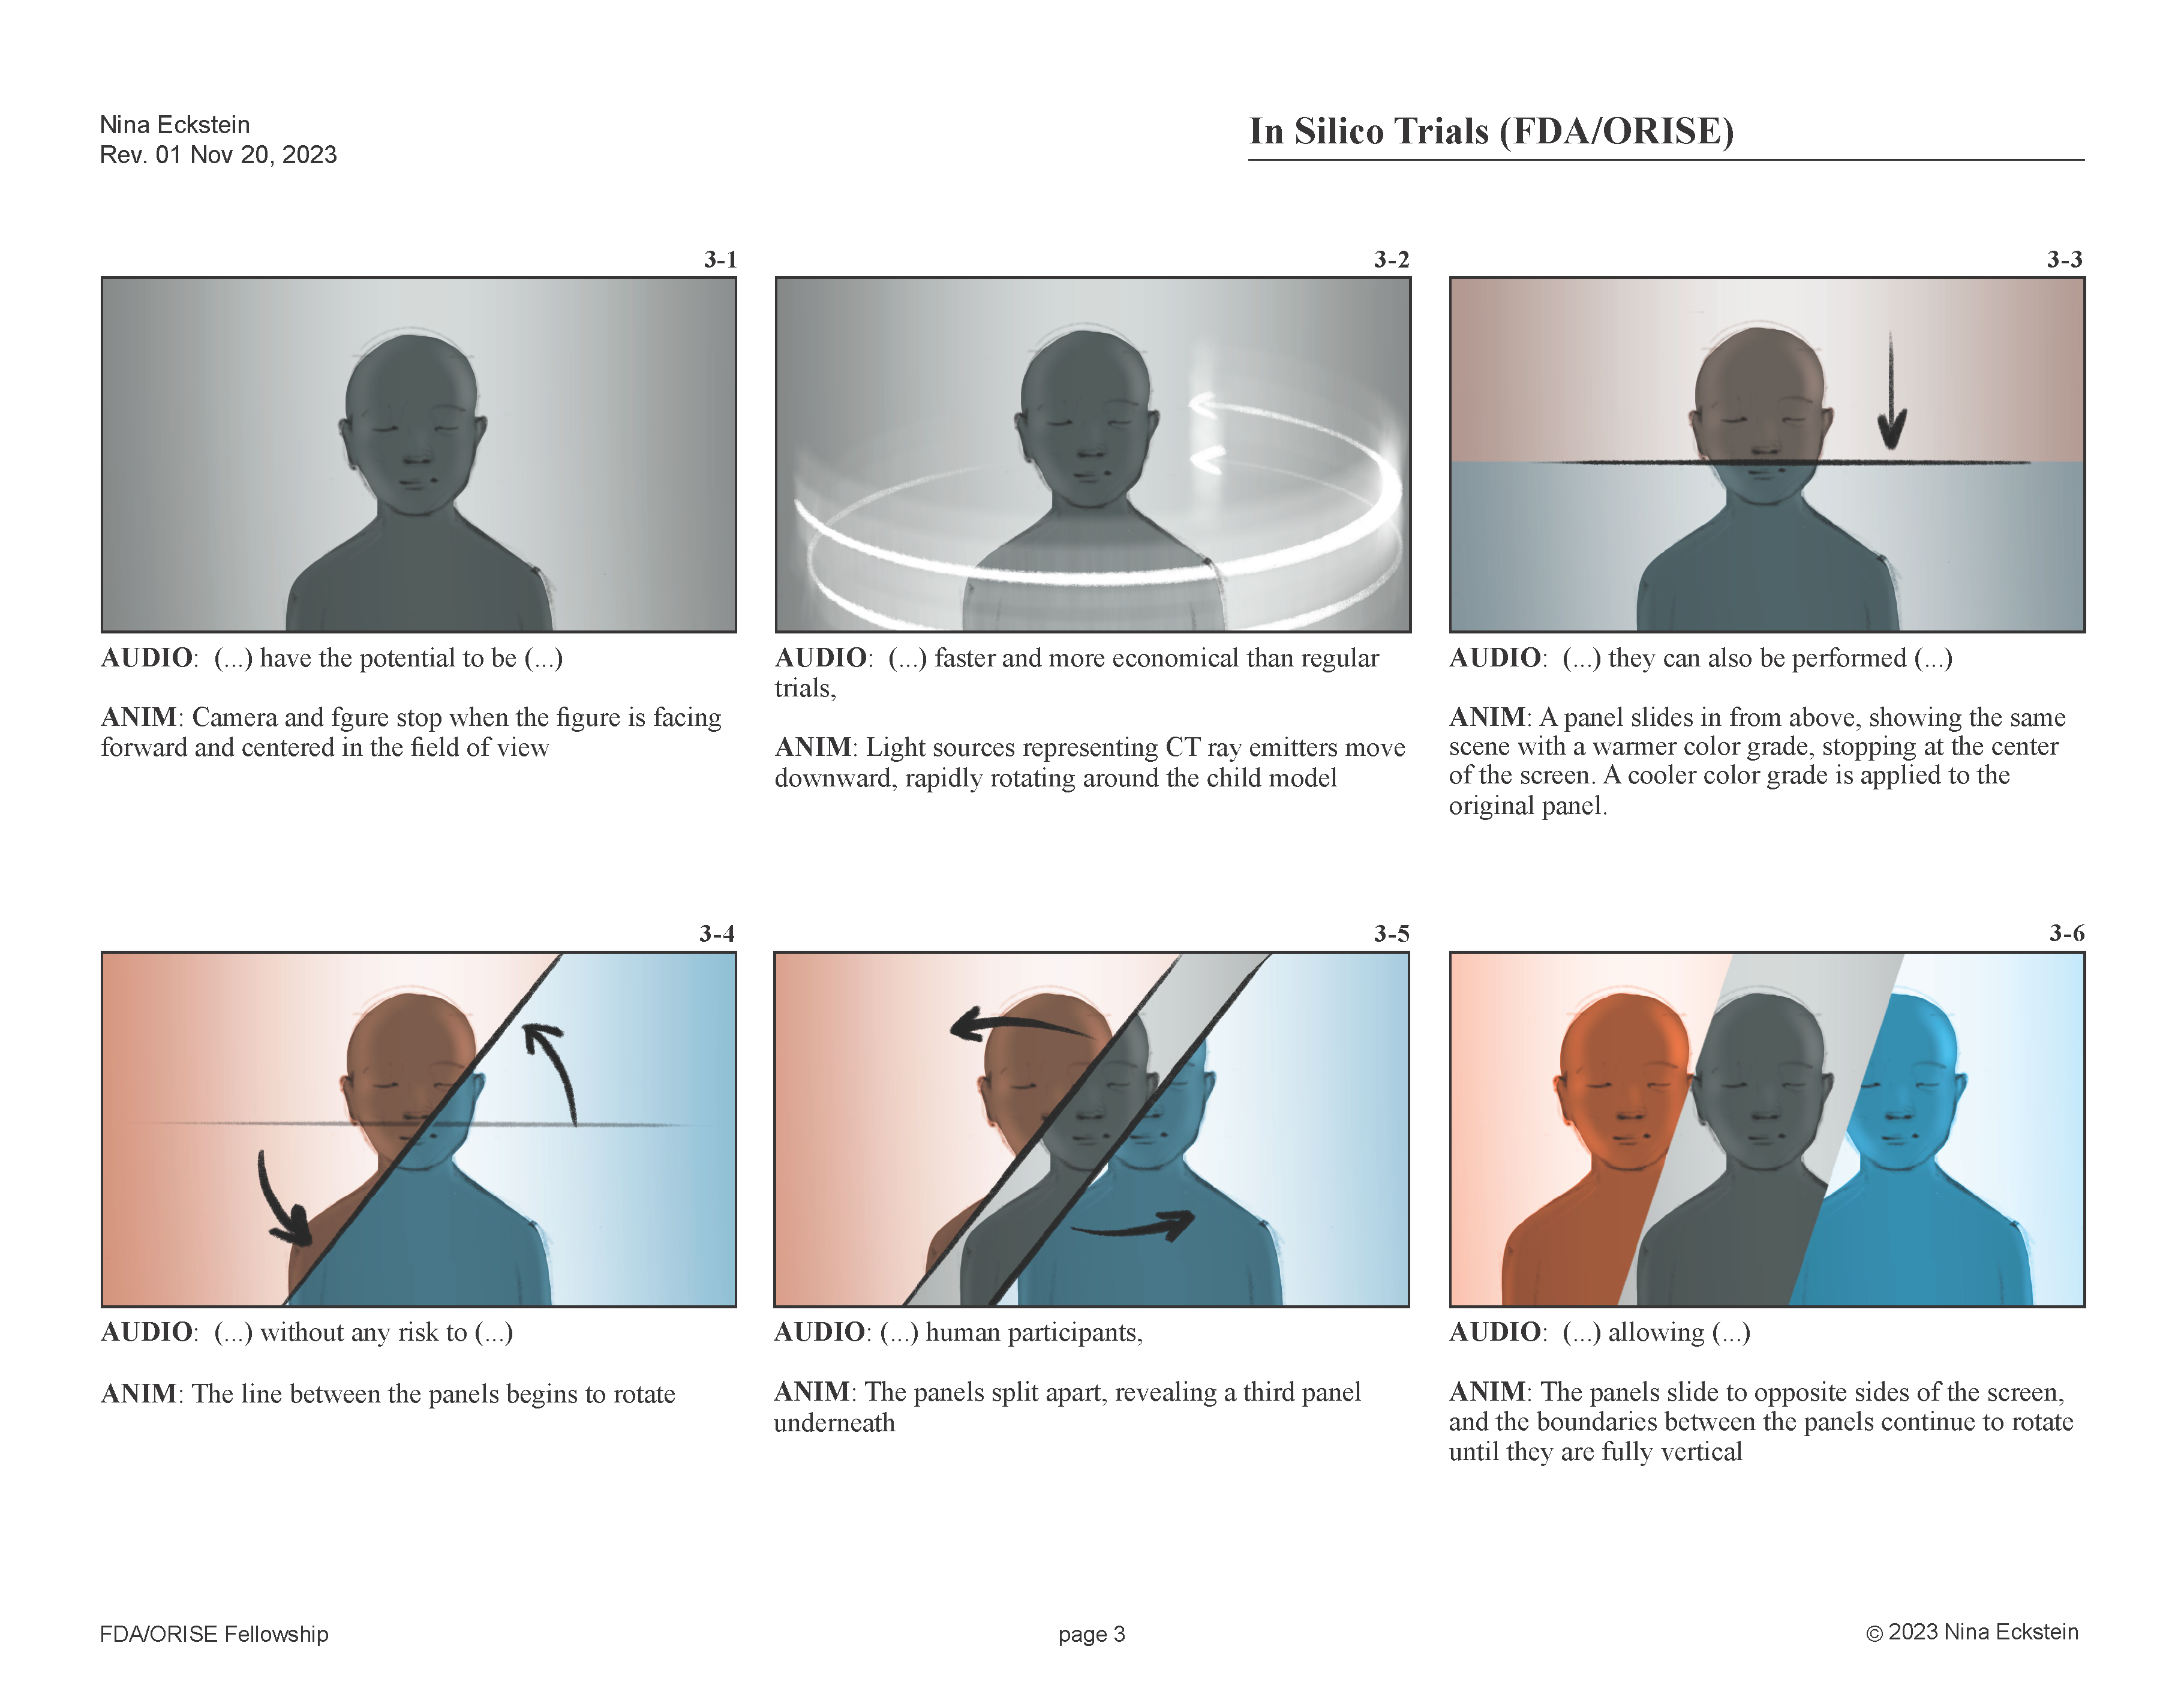 Nina Eckstein
Rev. 01 Nov 20, 2023
In Silico Trials (FDA/ORISE)
3-1
AUDIO:  (...) have the potential to be (...)
ANIM: Camera and fgure stop when the figure is facing
forward and centered in the field of view
3-2
AUDIO:  (...) faster and more economical than regular
trials,
ANIM: Light sources representing CT ray emitters move
downward, rapidly rotating around the child model
3-3
AUDIO:  (...) they can also be performed (...)
ANIM: A panel slides in from above, showing the same
scene with a warmer color grade, stopping at the center
of the screen. A cooler color grade is applied to the
original panel.
3-4
AUDIO:  (...) without any risk to (...)
ANIM: The line between the panels begins to rotate
3-5
AUDIO: (...) human participants,
ANIM: The panels split apart, revealing a third panel
underneath
3-6
AUDIO:  (...) allowing (...)
ANIM: The panels slide to opposite sides of the screen,
and the boundaries between the panels continue to rotate
until they are fully vertical
FDA/ORISE Fellowship
page 3
© 2023 Nina Eckstein